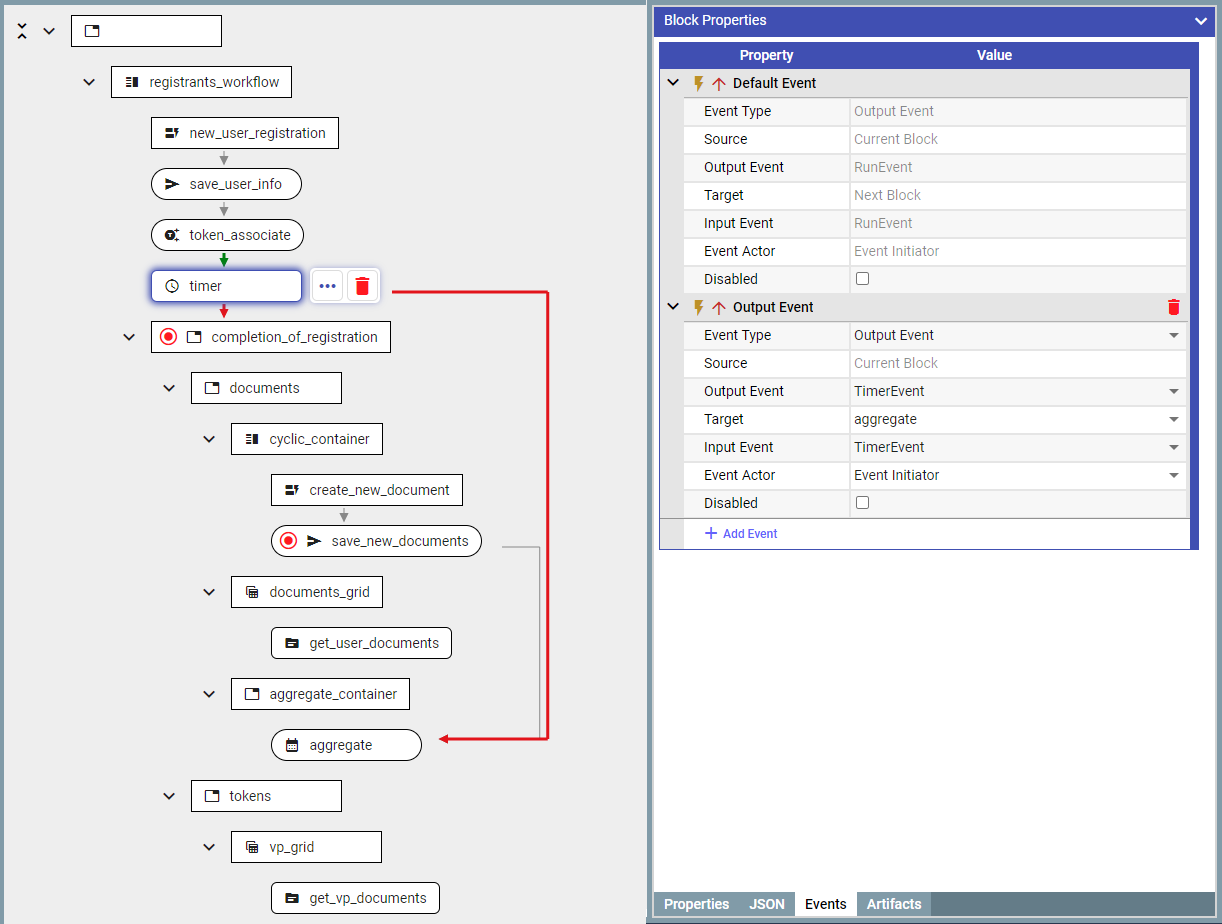 registrants_workflow
new_user_registration
save_user_info
token_associate
timer
completion_of_registration
documents
cyclic_container
create_new_document
save_new_documents
documents_grid
get_user_documents
aggregate_container
aggregate
tokens
vp_grid
get_vp_documents
Block Properties
Property Value
Default Event
Event Type Output Event
Source Current Block
Output Event RunEvent
Target Next Block
Input Event RunEvent
Event Actor Event Initiator
Disabled
Output Event
Event Type Output Event
Source Current Block
Output Event TimerEvent
Target aggregate
Input Event TimerEvent
Event Actor Event Initiator
Disabled
Add Event
Properties JSON Events Artifacts